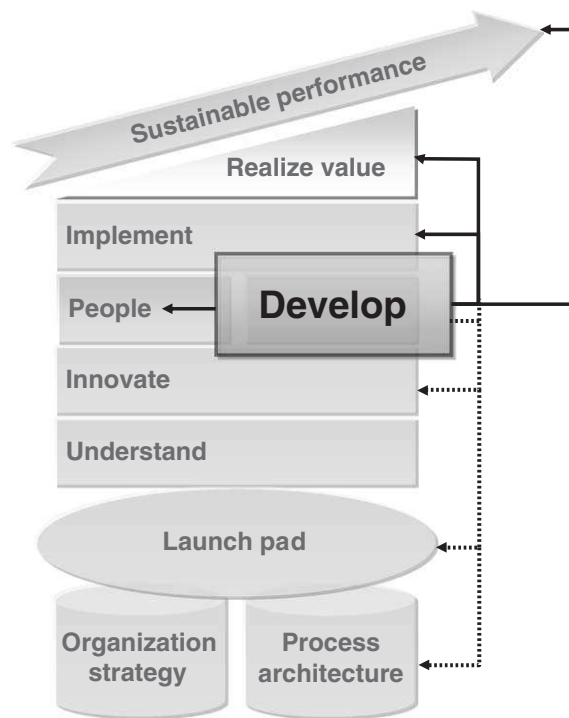 Sustainable performance
Realize value
Implement
People
Develop
Innovate
Understand
Launch pad
Organization
strategy
Process
architecture